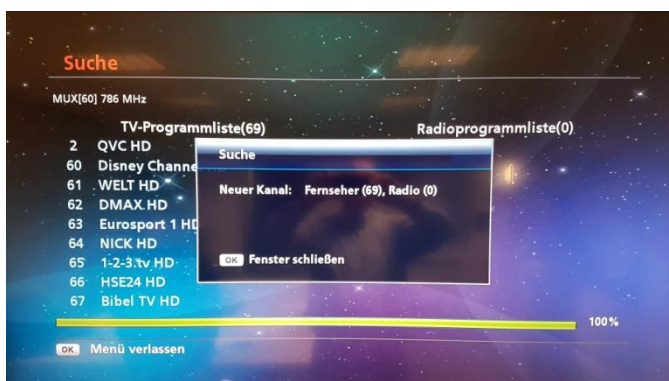 Suche
MUX[60] 786 MHz
TV-Programmliste(69)
Radioprogrammliste(0)
2 QVC HD
60 Disney Channe
61 WELT HD
62 DMAX HD
63 Eurosport 1 HD
64 NICK HD
65 1-2-3.tv HD
66 HSE24 HD
67 Bibel TV HD
Suche
Neuer Kanal: Fernseher (69), Radio (0)
OK Fenster schließen
100%
OK Menü verlassen